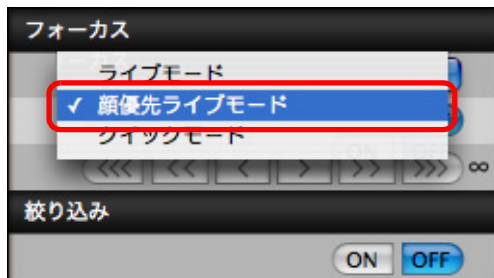 フォーカス
ライブモード
✓ 顔優先ライブモード
クイックモード
<<< << < > >> >>> ∞
絞り込み
ON OFF